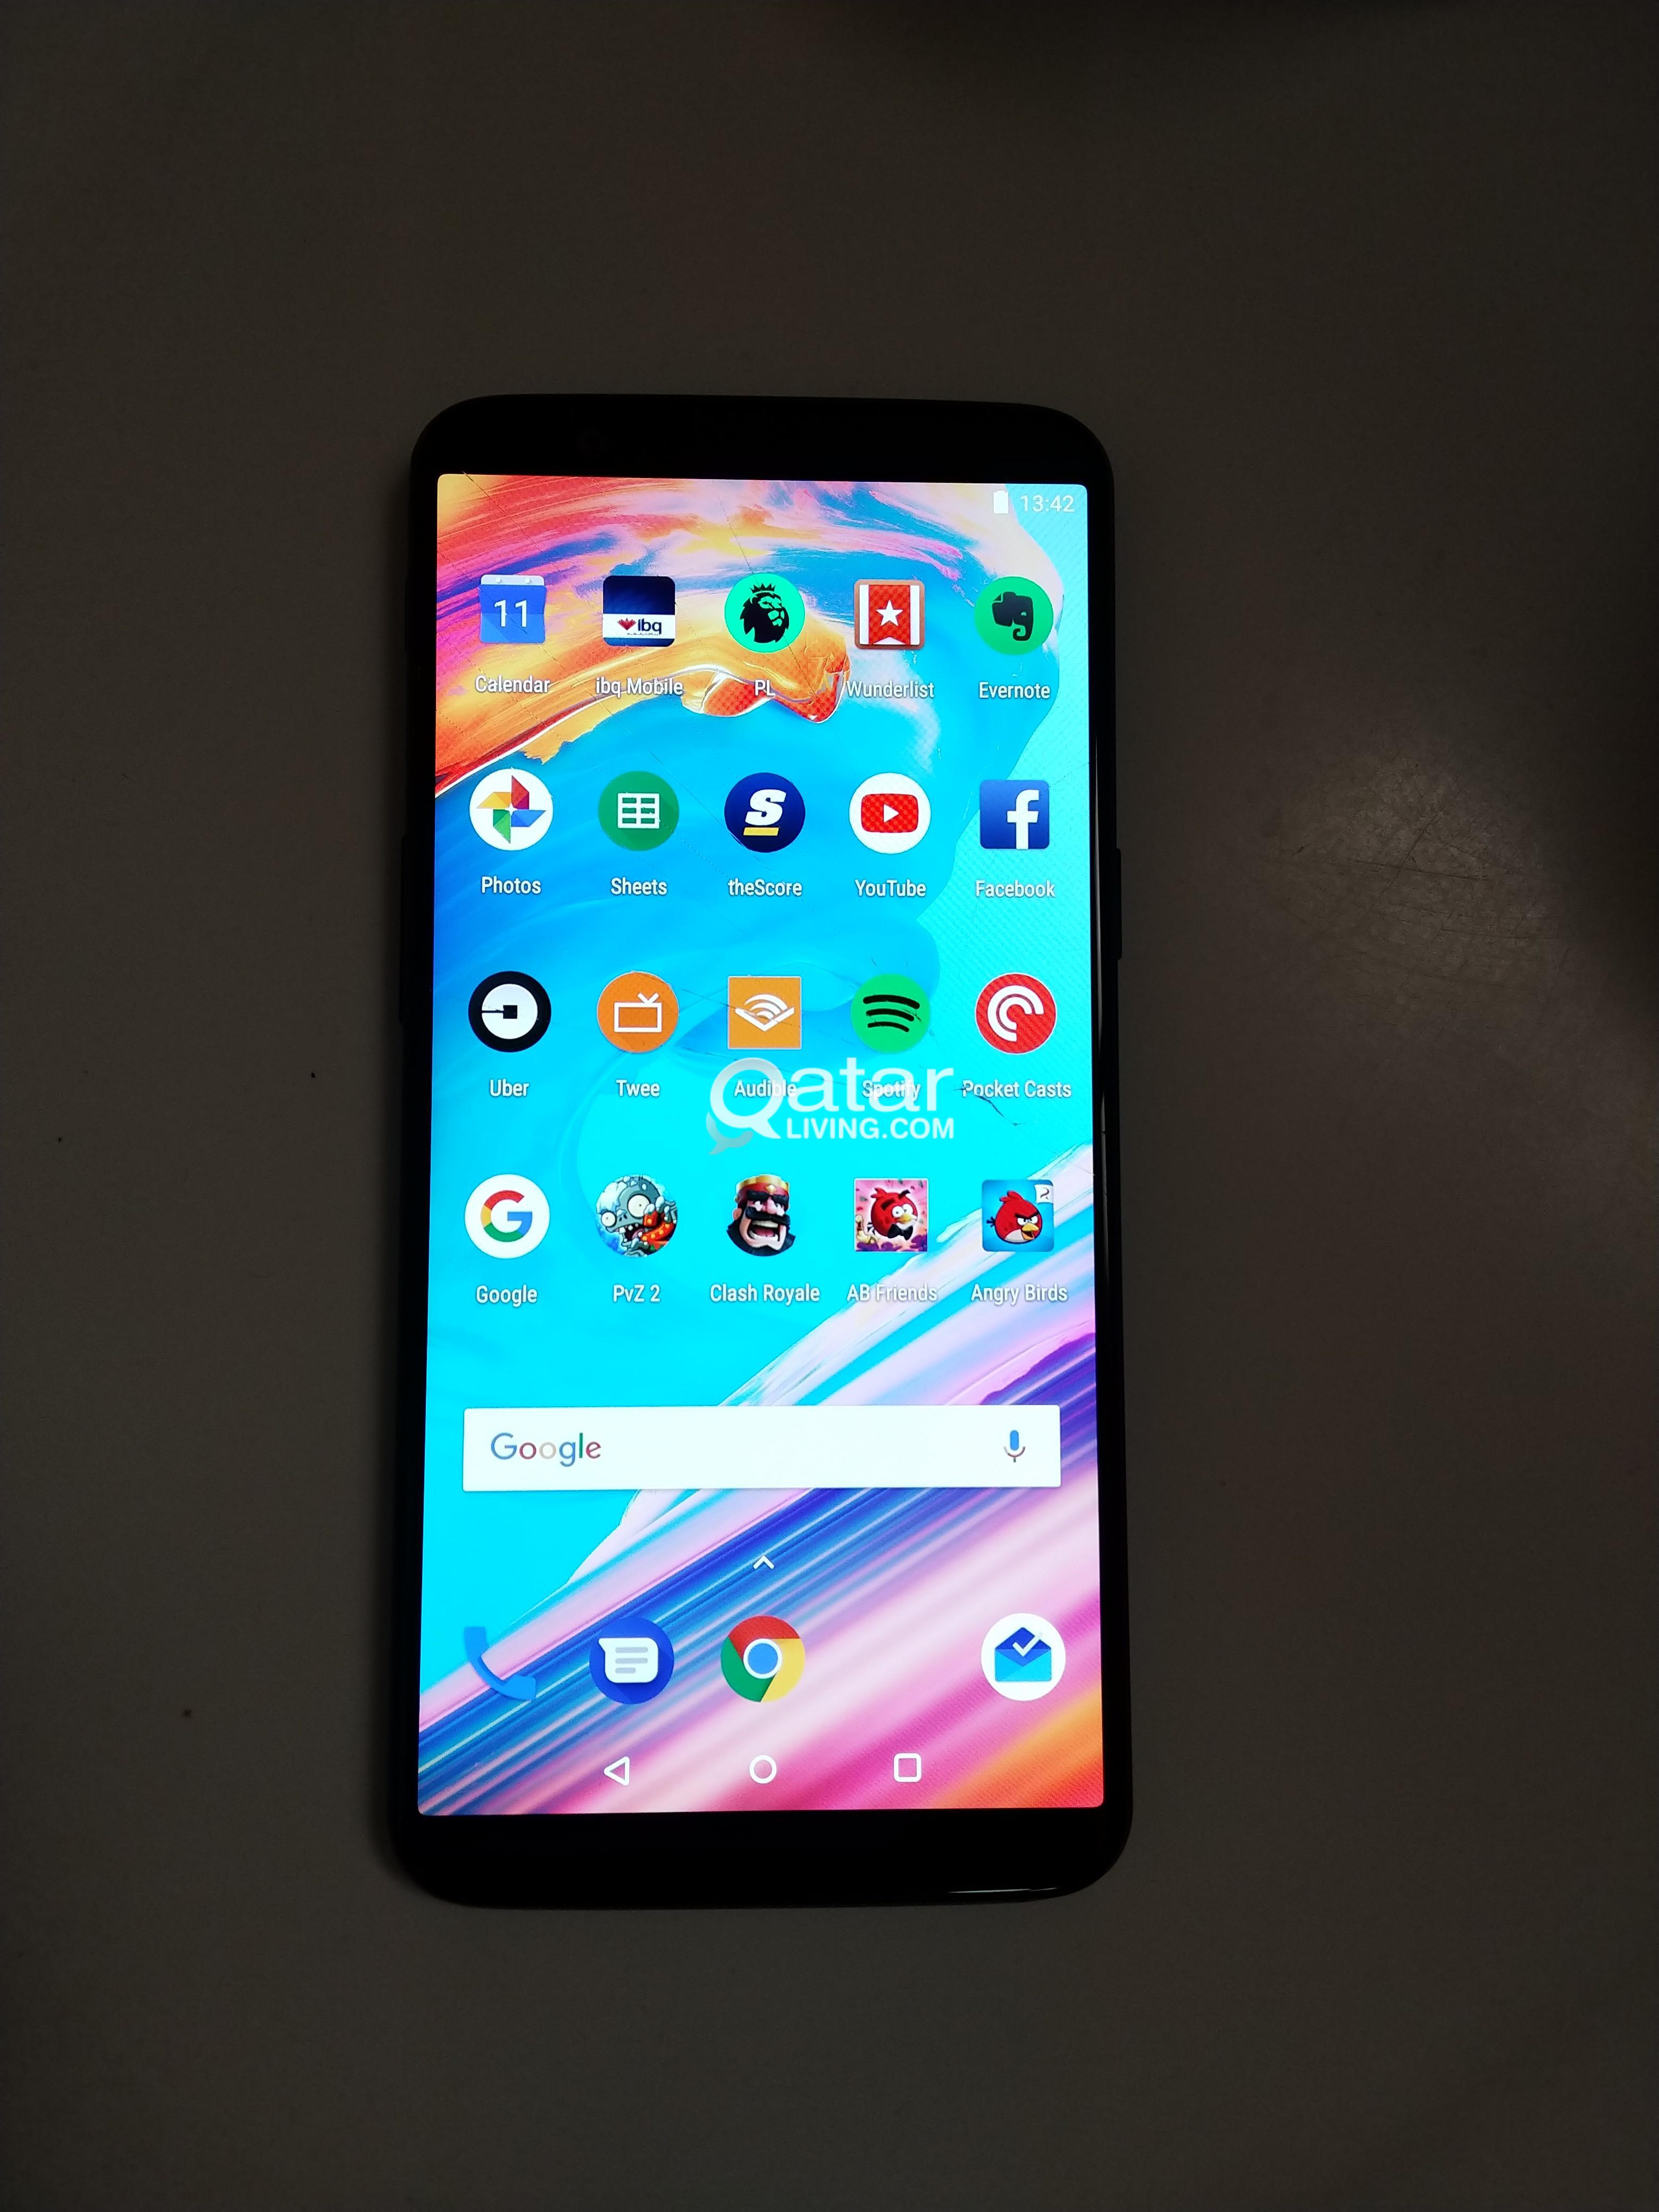 13:42
11
ibq
Calendar
ibq Mobile
PL
Wunderlist
Evernote
S
f
Photos
Sheets
theScore
YouTube
Facebook
Uber
Twee
Audible
Spotify
Pocket Casts
Qatar
LIVING.COM
G
Google
PvZ 2
Clash Royale
AB Friends
Angry Birds
Google